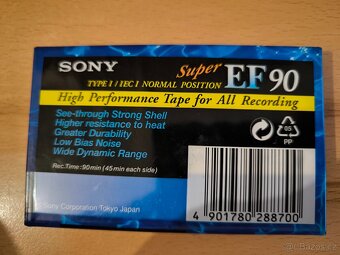 SONY
Super EF 90
TYPE I / IEC I NORMAL POSITION
High Performance Tape for All Recording
See-through Strong Shell
Higher resistance to heat
Greater Durability
Low Bias Noise
Wide Dynamic Range
Rec.Time: 90min (45min each side)
05
PP
4 901780 288700
Sony Corporation Tokyo Japan